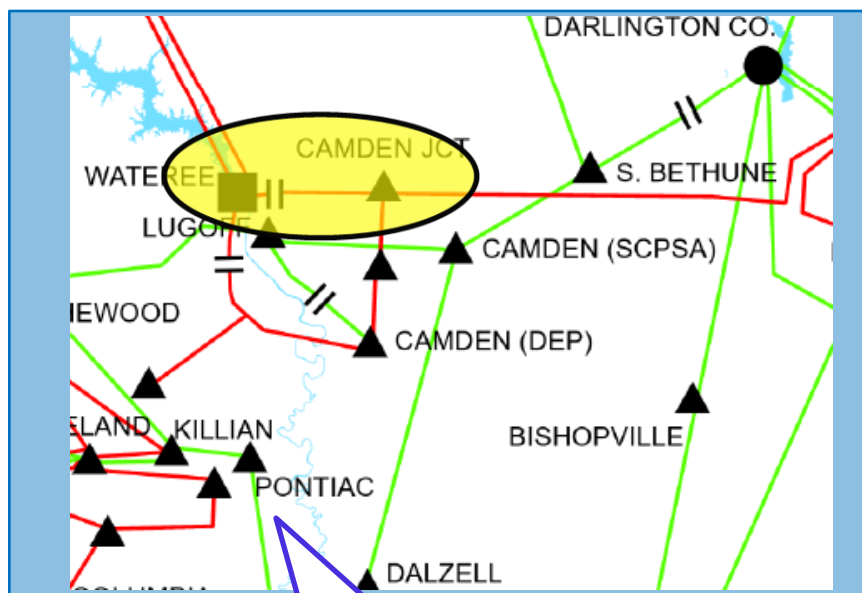 DARLINGTON CO.
CAMDEN JCT
WATEREE
S. BETHUNE
LUGOFF
CAMDEN (SCPSA)
CAMDEN (DEP)
BISHOPVILLE
KILLIAN
PONTIAC
DALZELL